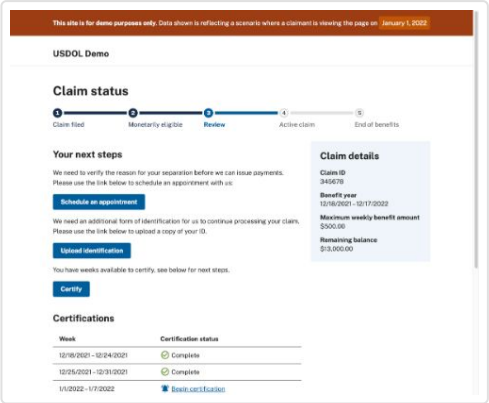 This site is for demo purposes only. Data shown is reflecting a scenario where a claimant is viewing the page on January 1, 2022
USDOL Demo
Claim status
1 2 3 4 5
Claim filed Monetarily eligible Review Active claim End of benefits
Your next steps
We need to verify the reason for your separation before we can issue payments.
Please use the link below to schedule an appointment with us:
Schedule an appointment
We need an additional form of identification for us to continue processing your claim.
Please use the link below to upload a copy of your ID.
Upload identification
You have weeks available to certify, see below for next steps.
Certify
Claim details
Claim ID
345678
Benefit year
12/18/2021 - 12/17/2022
Maximum weekly benefit amount
$500.00
Remaining balance
$13,000.00
Certifications
Week Certification status
12/18/2021 - 12/24/2021 Complete
12/25/2021 - 12/31/2021 Complete
1/1/2022 - 1/7/2022 Begin certification